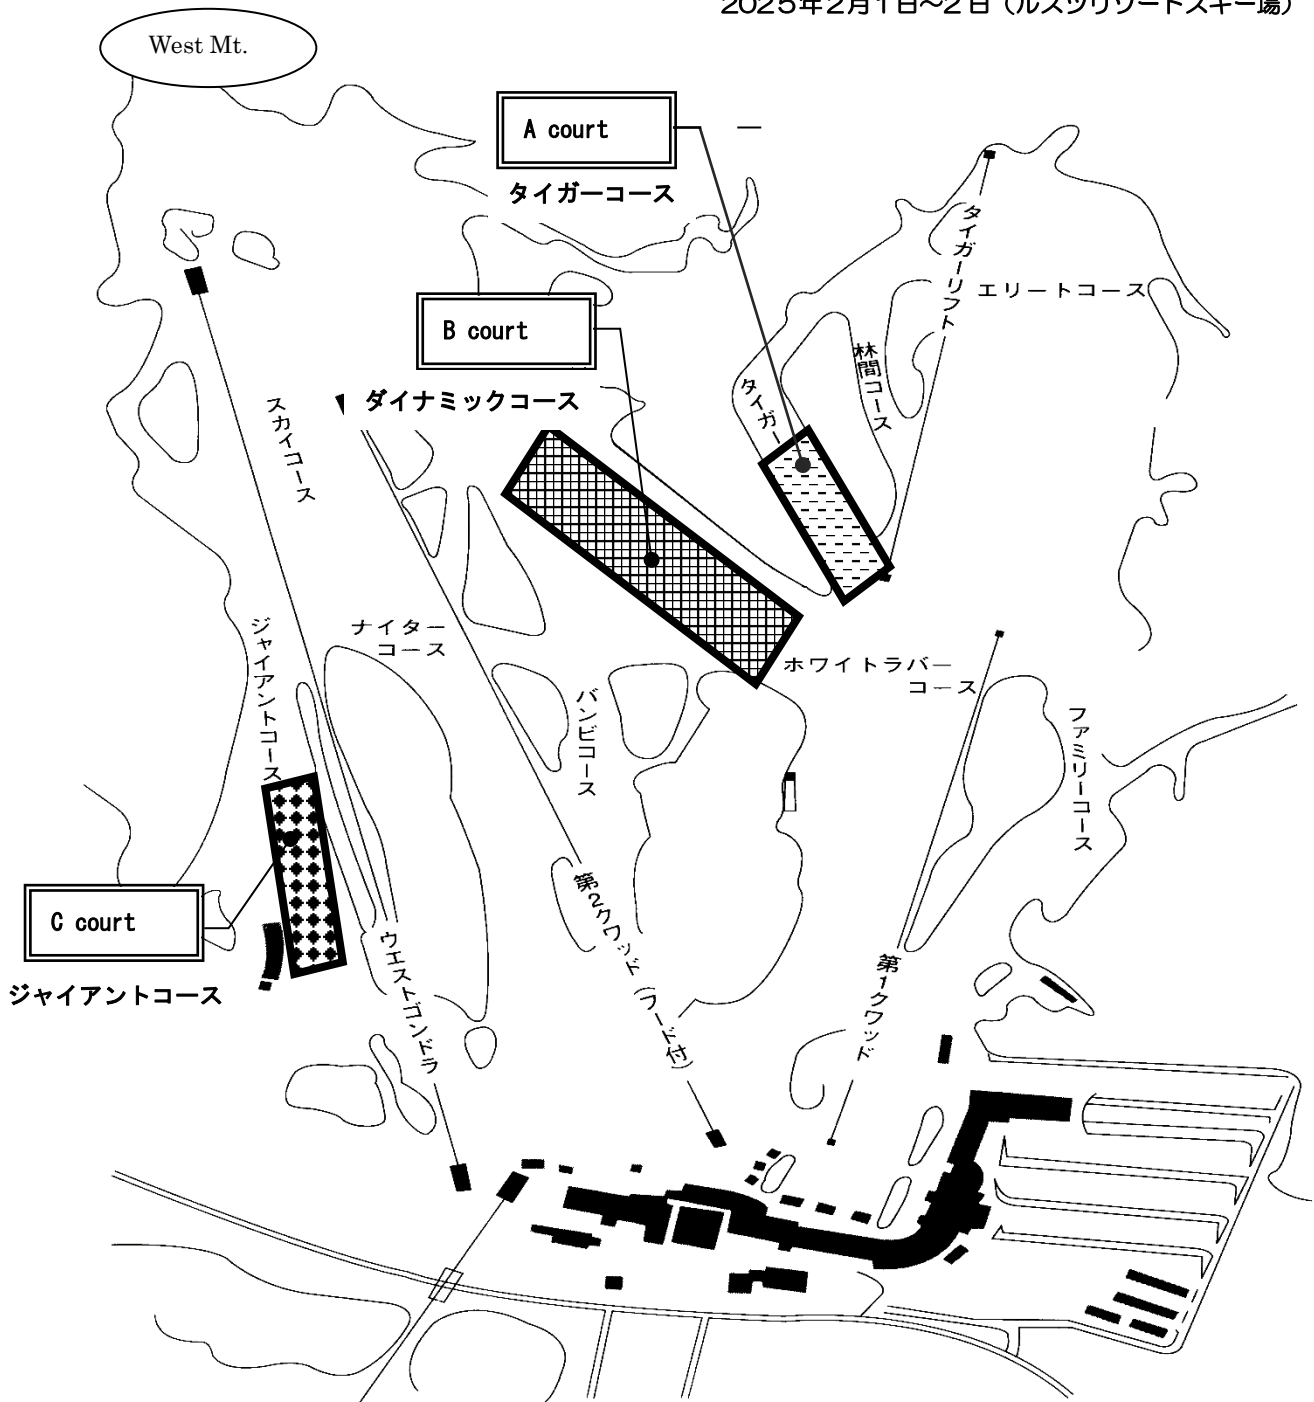 2025年2月1日~2日（ルスツリゾートスキー場）
West Mt.
A court
タイガーコース
タイガーリフト
エリートコース
B court
林間コース
タイガー
ダイナミックコース
スカイコース
ナイター
コース
ジャイアントコース
ホワイトラバー
コース
バンビコース
ファミリーコース
C court
ジャイアントコース
第2クワッド（フード付）
ウエストゴンドラ
第1クワッド